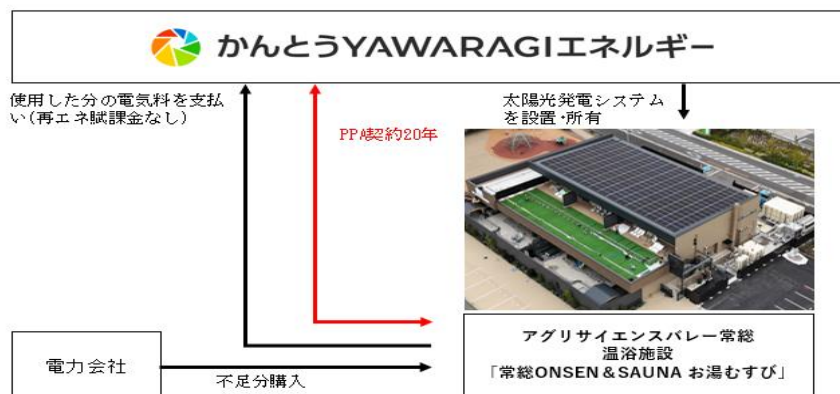 かんとうYAWARAGIエネルギー
使用した分の電気料を支払
い(再エネ賦課金なし)
太陽光発電システム
を設置・所有
PPA契約20年
アグリサイエンスバレー常総
温浴施設
「常総ONSEN&SAUNA お湯むすび」
電力会社
不足分購入